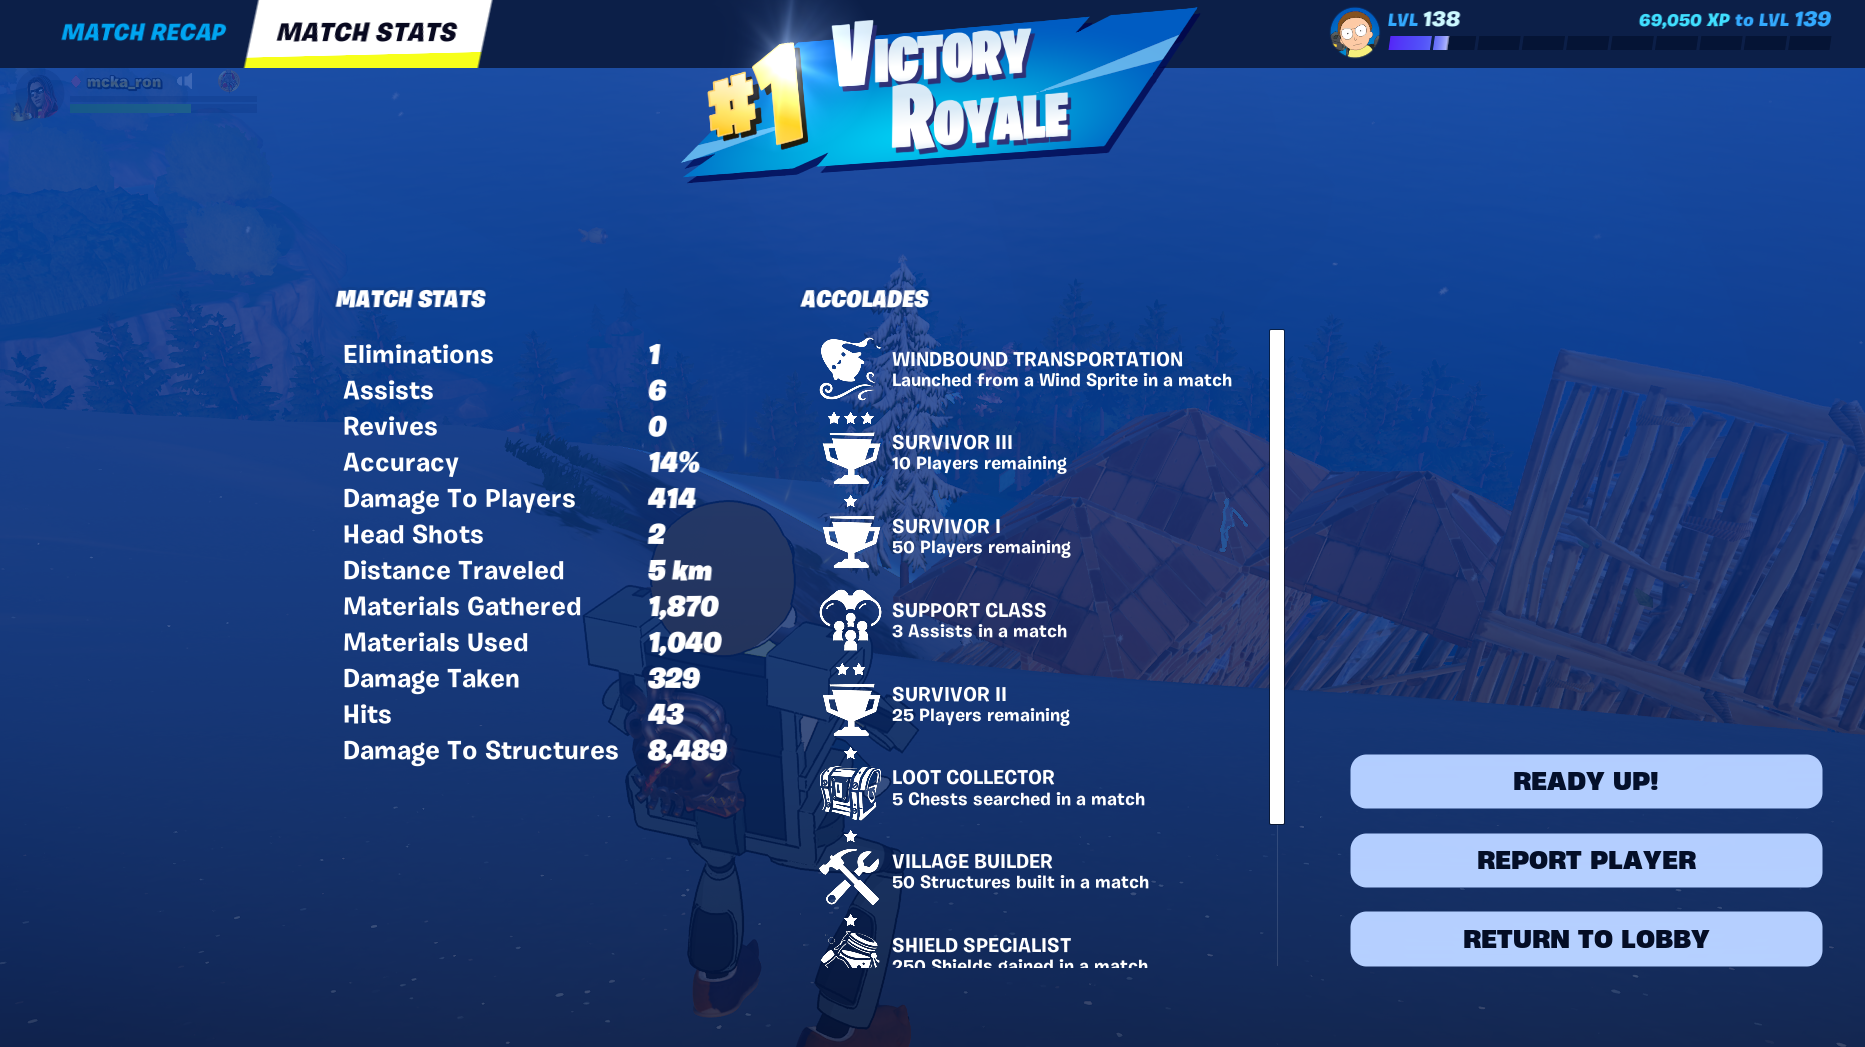 MATCH RECAP
MATCH STATS
#1 VICTORY
ROYALE
LVL 138
69,050 XP to LVL 139
mcka_ron
MATCH STATS
Eliminations 1
Assists 6
Revives 0
Accuracy 14%
Damage To Players 414
Head Shots 2
Distance Traveled 5 km
Materials Gathered 1,870
Materials Used 1,040
Damage Taken 329
Hits 43
Damage To Structures 8,489
ACCOLADES
WINDBOUND TRANSPORTATION
Launched from a Wind Sprite in a match
SURVIVOR III
10 Players remaining
SURVIVOR I
50 Players remaining
SUPPORT CLASS
3 Assists in a match
SURVIVOR II
25 Players remaining
LOOT COLLECTOR
5 Chests searched in a match
VILLAGE BUILDER
50 Structures built in a match
SHIELD SPECIALIST
250 Shields gained in a match
READY UP!
REPORT PLAYER
RETURN TO LOBBY